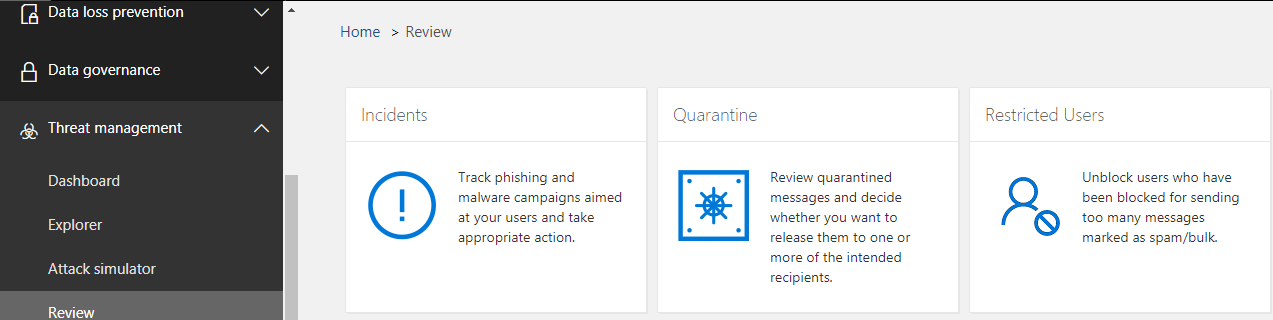 Data loss prevention
Data governance
Threat management
Dashboard
Explorer
Attack simulator
Review
Home > Review
Incidents
Track phishing and
malware campaigns aimed
at your users and take
appropriate action.
Quarantine
Review quarantined
messages and decide
whether you want to
release them to one or
more of the intended
recipients.
Restricted Users
Unblock users who have
been blocked for sending
too many messages
marked as spam/bulk.